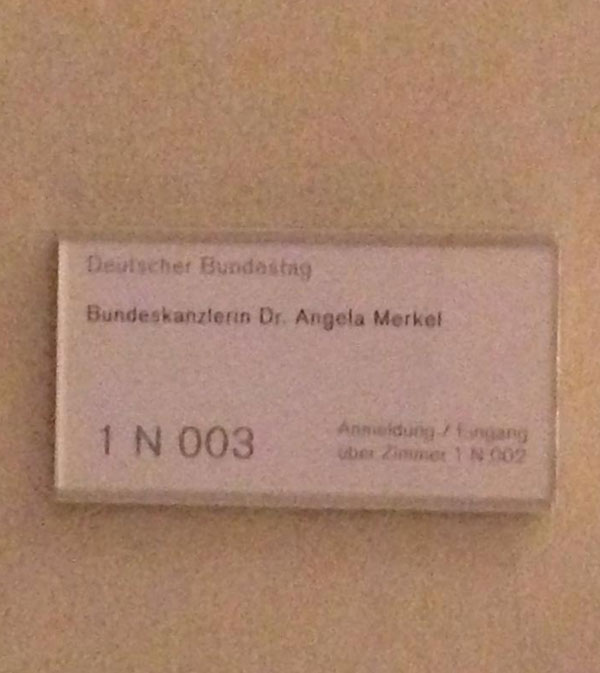 Deutscher Bundestag
Bundeskanzlerin Dr. Angela Merkel
1 N 003
Anmeldung / Eingang
über Zimmer 1 N 002